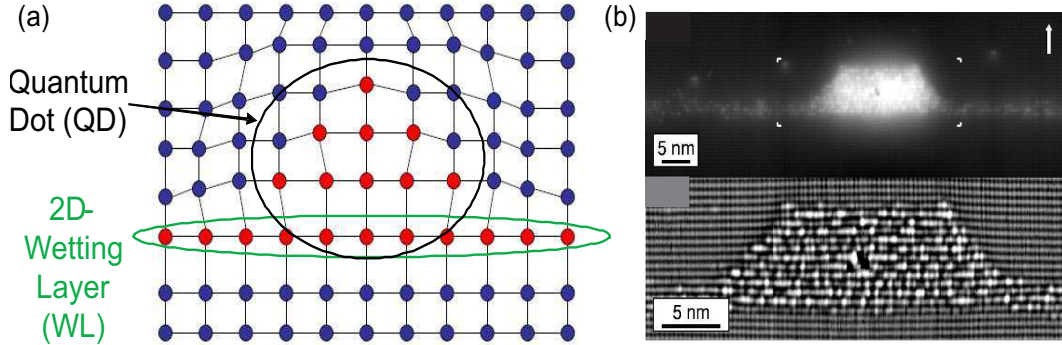 (a)
Quantum
Dot (QD)
2D-
Wetting
Layer
(WL)
(b)
5 nm
5 nm